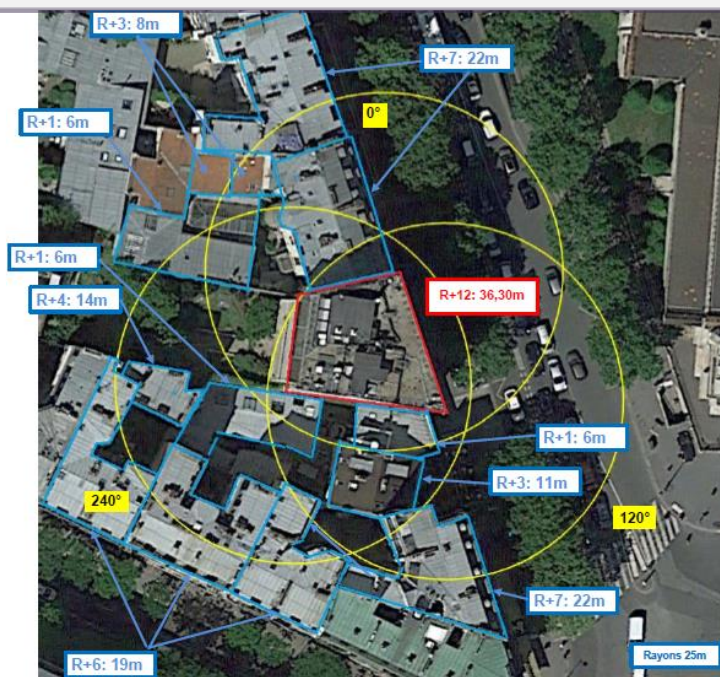 R+3: 8m
R+7: 22m
0°
R+1: 6m
R+1: 6m
R+4: 14m
R+12: 36,30m
R+1: 6m
R+3: 11m
240°
120°
R+7: 22m
R+6: 19m
Rayons 25m